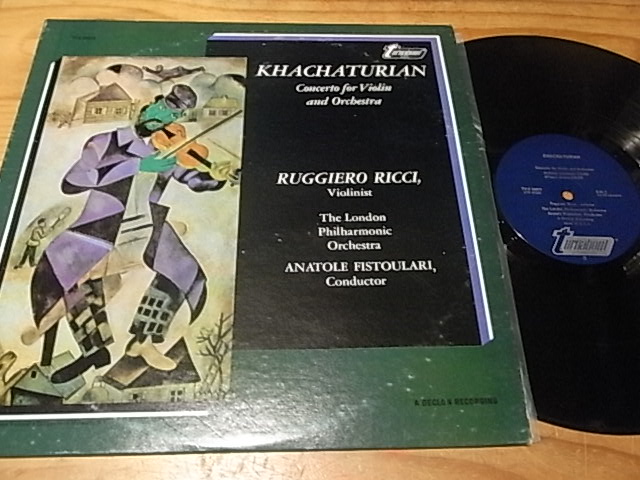 turnabout
KHACHATURIAN
Concerto for Violin
and Orchestra
RUGGIERO RICCI,
Violinist
The London
Philharmonic
Orchestra
ANATOLE FISTOULARI,
Conductor
A DECCA RECORDING
KHACHATURIAN
turnabout